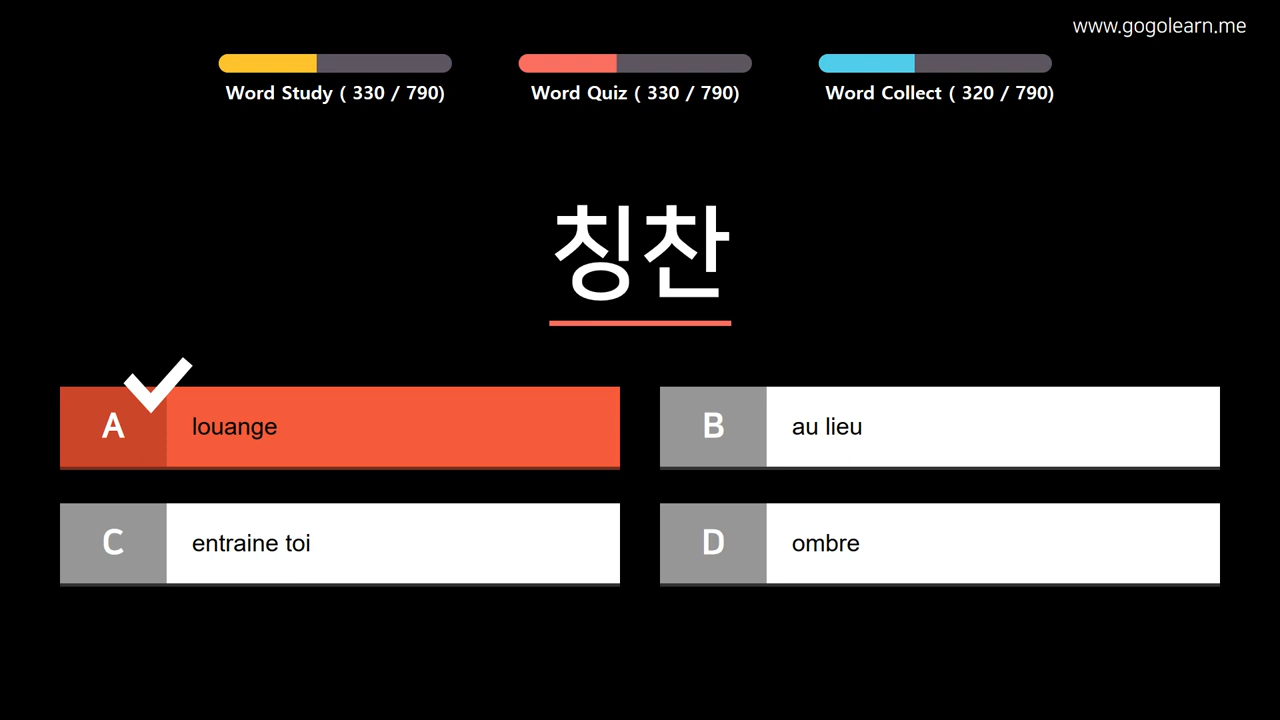 www.gogolearn.me
Word Study ( 330 / 790)
Word Quiz ( 330 / 790)
Word Collect ( 320 / 790)
칭찬
A louange
B au lieu
C entraine toi
D ombre